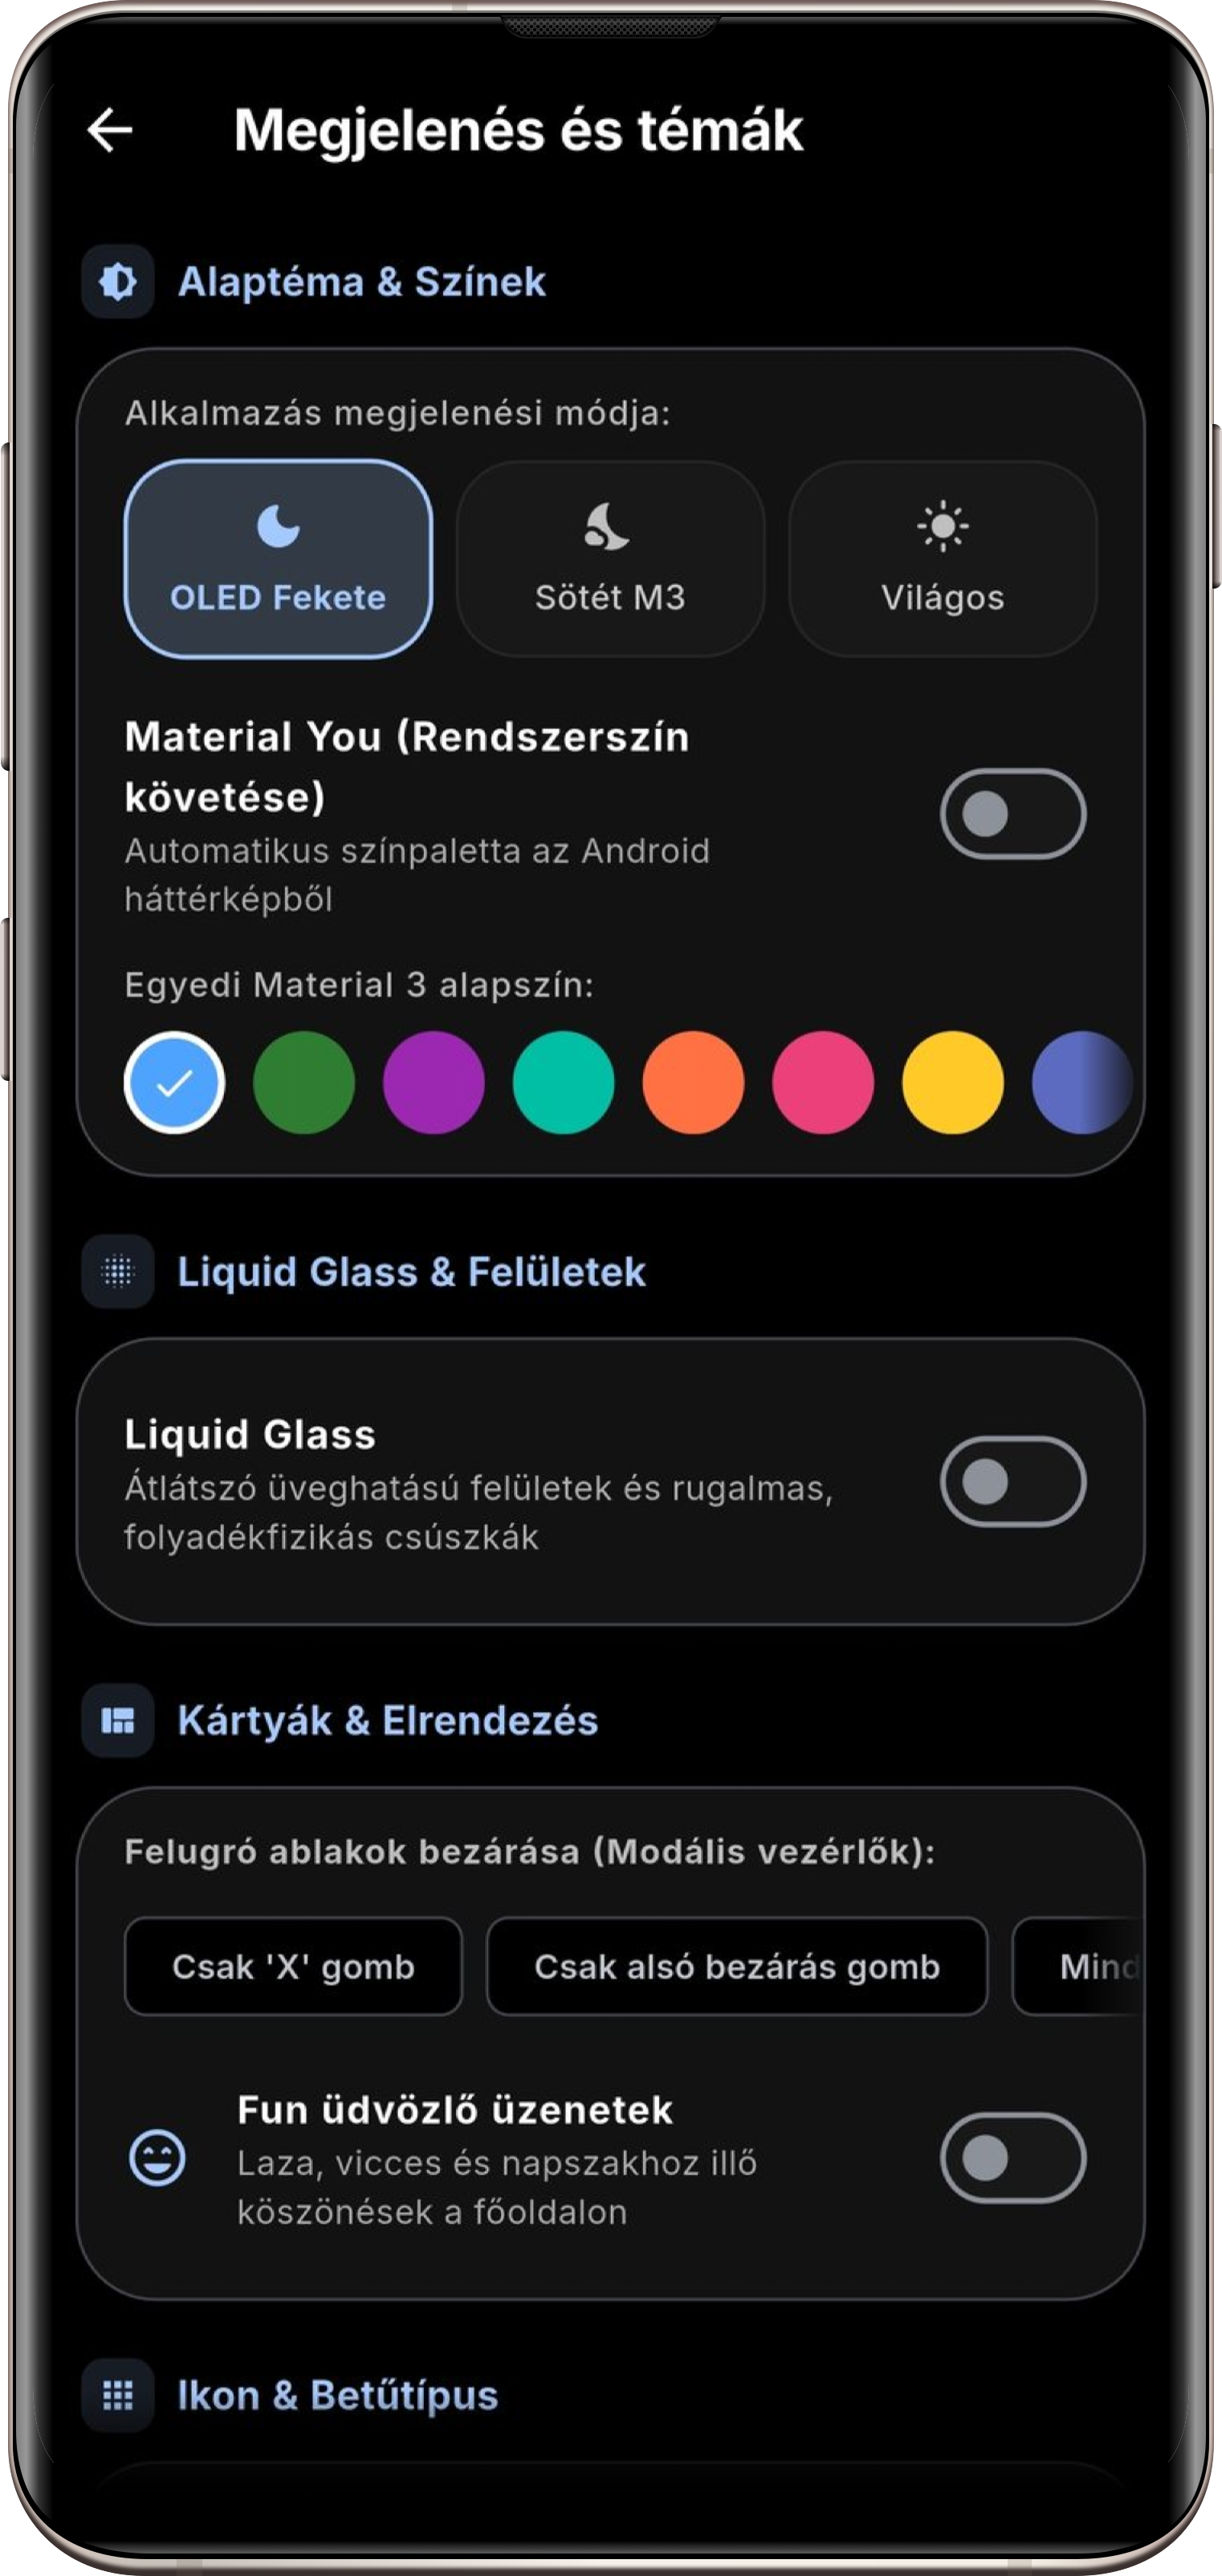 Megjelenés és témák
Alaptéma & Színek
Alkalmazás megjelenési módja:
OLED Fekete
Sötét M3
Világos
Material You (Rendszerszín
követése)
Automatikus színpaletta az Android
háttérképből
Egyedi Material 3 alapszín:
Liquid Glass & Felületek
Liquid Glass
Átlátszó üveghatású felületek és rugalmas,
folyadékfizikás csúszkák
Kártyák & Elrendezés
Felugró ablakok bezárása (Modális vezérlők):
Csak 'X' gomb
Csak alsó bezárás gomb
Mind
Fun üdvözlő üzenetek
Laza, vicces és napszakhoz illő
köszönések a főoldalon
Ikon & Betűtípus